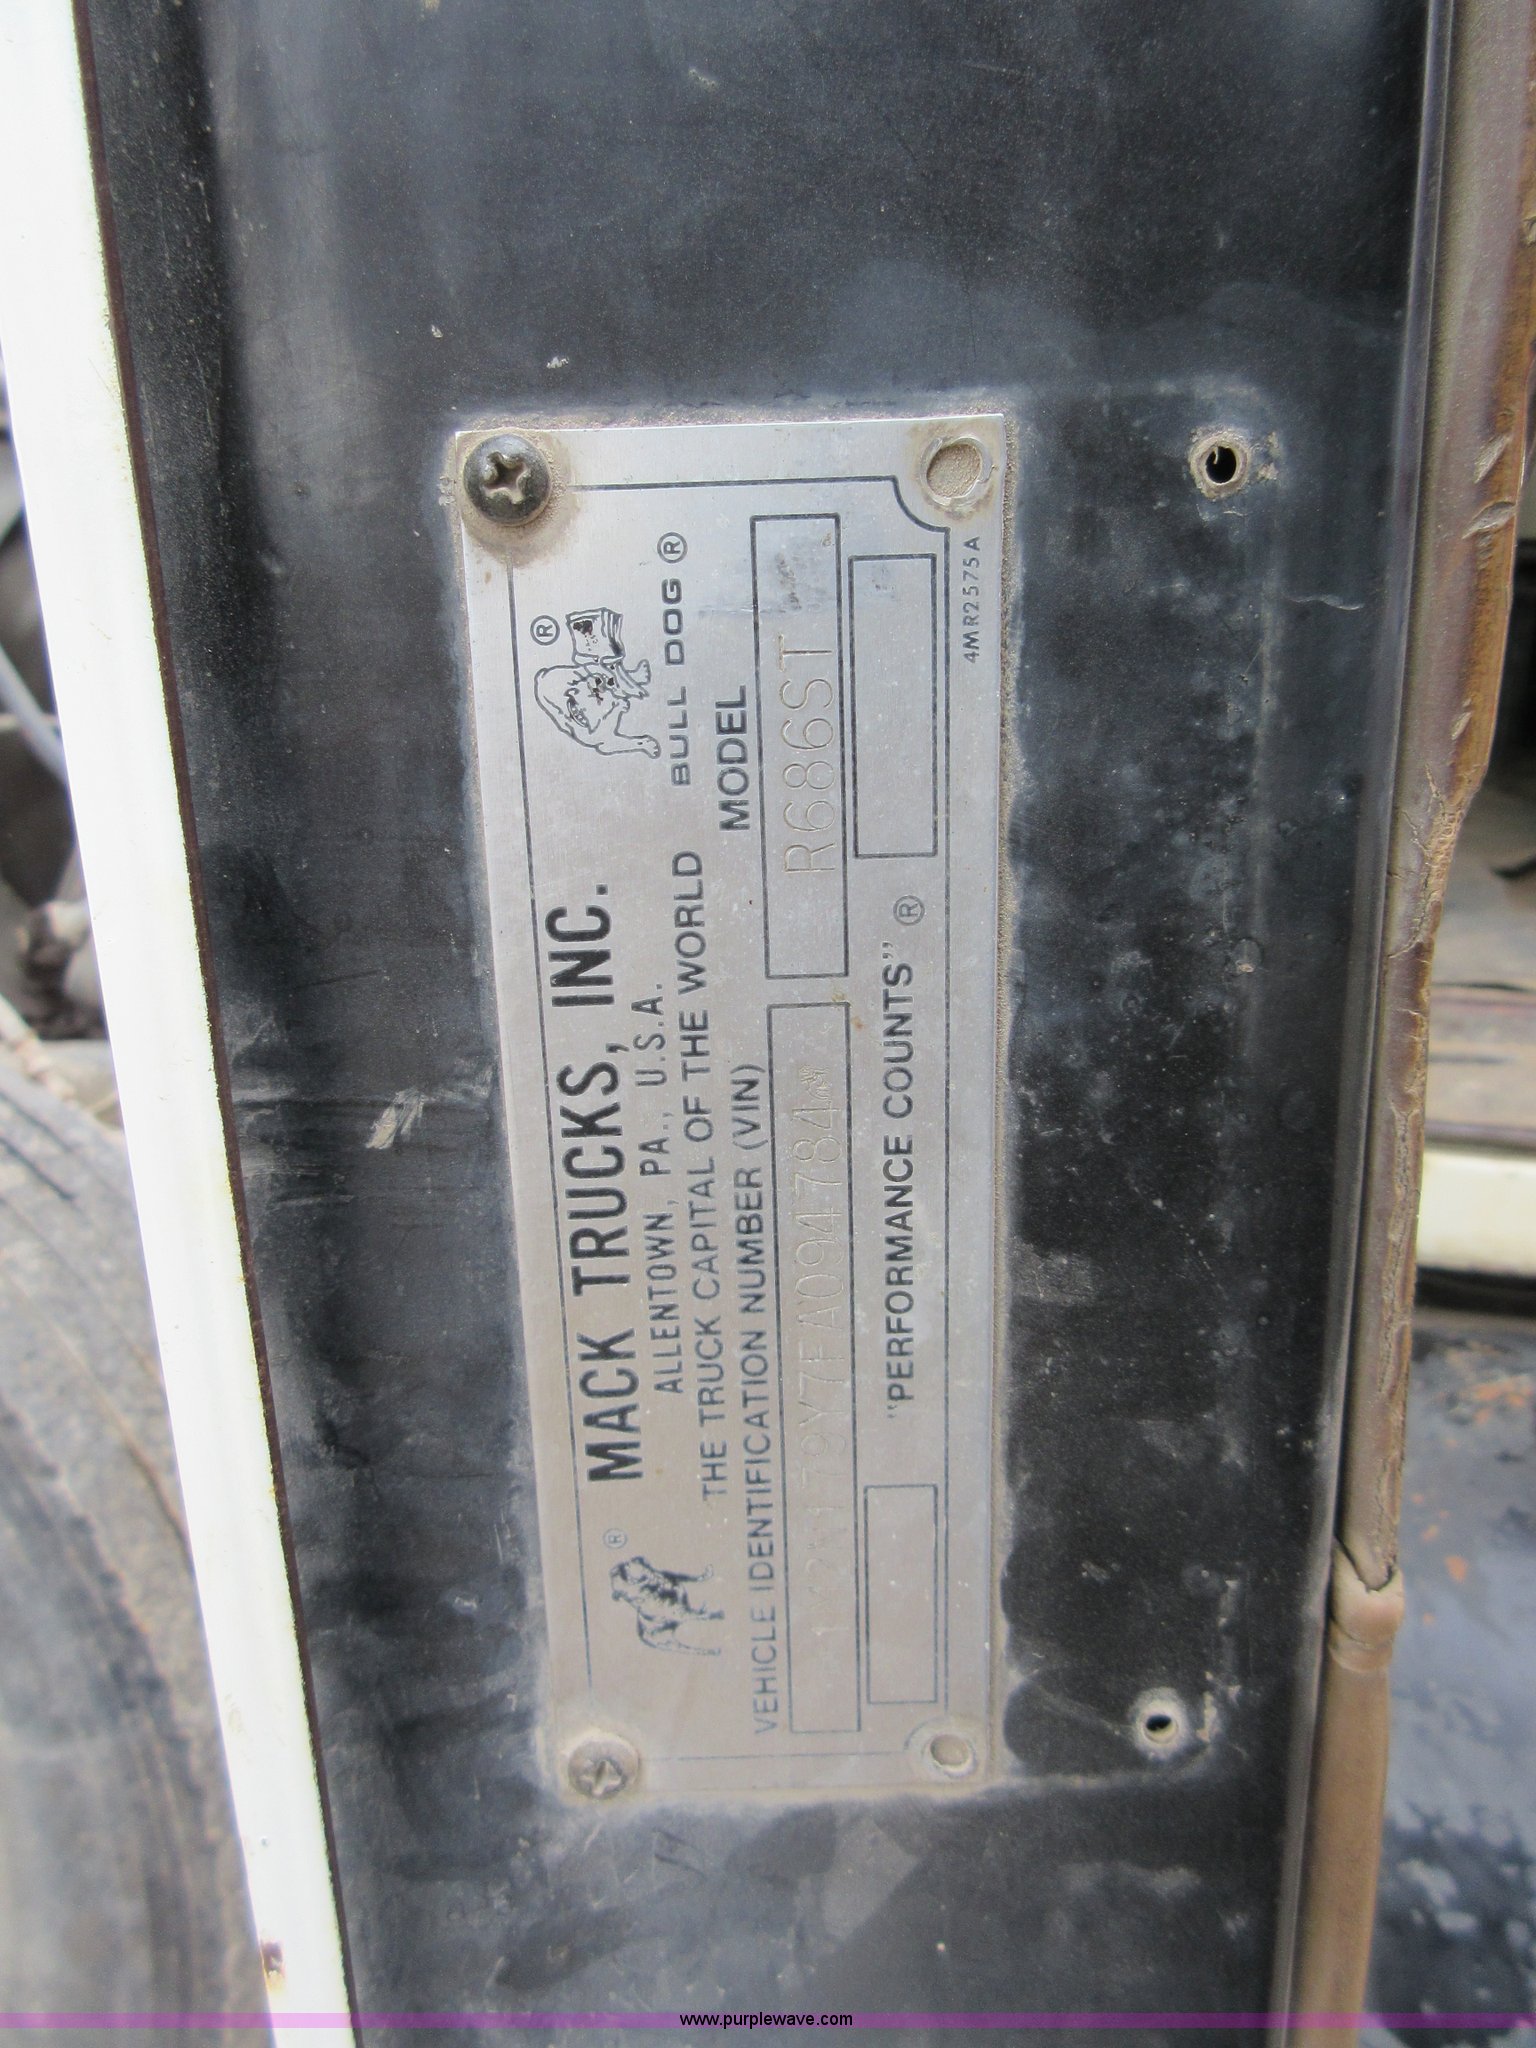 MACK TRUCKS, INC.
ALLENTOWN, PA., U.S.A.
THE TRUCK CAPITAL OF THE WORLD
BULL DOG ®
®
®
VEHICLE IDENTIFICATION NUMBER (VIN)
MODEL
R686ST
"PERFORMANCE COUNTS" ®
4MR2575A
www.purplewave.com